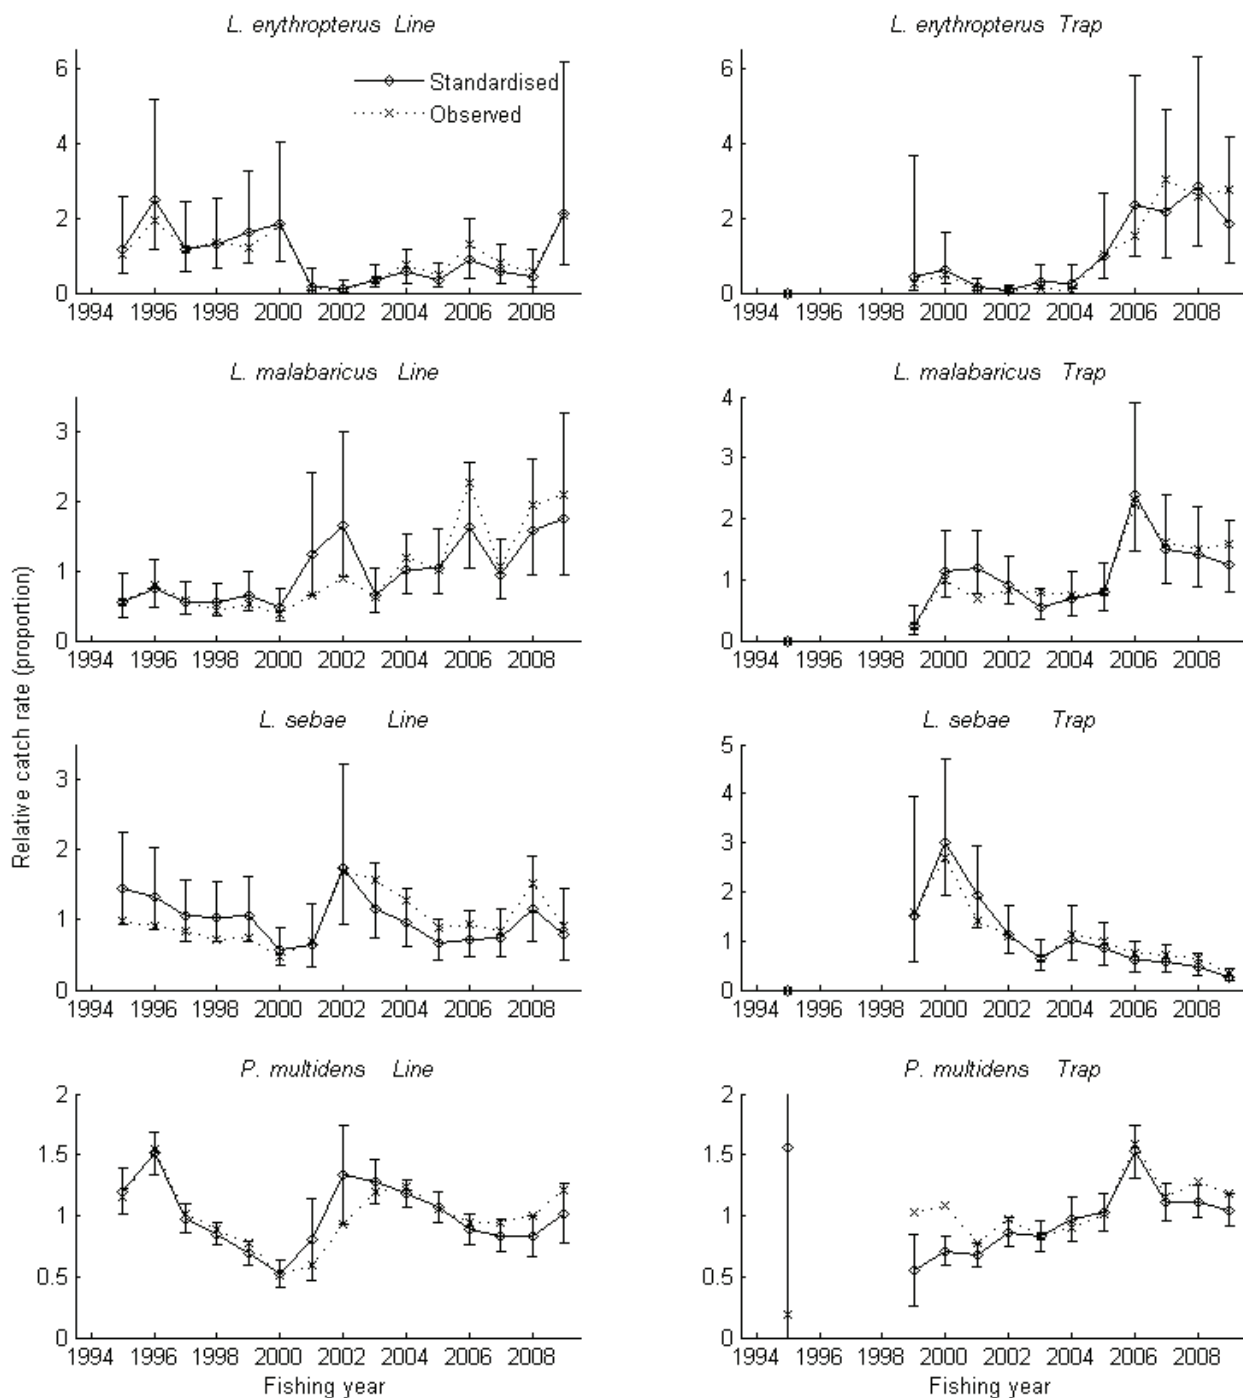 L. erythropterus Line
6
4
2
0
Standardised
Observed
1994 1996 1998 2000 2002 2004 2006 2008
L. erythropterus Trap
6
4
2
0
1994 1996 1998 2000 2002 2004 2006 2008
L. malabaricus Line
3
2
1
0
1994 1996 1998 2000 2002 2004 2006 2008
L. malabaricus Trap
4
3
2
1
0
1994 1996 1998 2000 2002 2004 2006 2008
Relative catch rate (proportion)
L. sebae Line
3
2
1
0
1994 1996 1998 2000 2002 2004 2006 2008
L. sebae Trap
5
4
3
2
1
0
1994 1996 1998 2000 2002 2004 2006 2008
P. multidens Line
2
1.5
1
0.5
0
1994 1996 1998 2000 2002 2004 2006 2008
Fishing year
P. multidens Trap
2
1.5
1
0.5
0
1994 1996 1998 2000 2002 2004 2006 2008
Fishing year